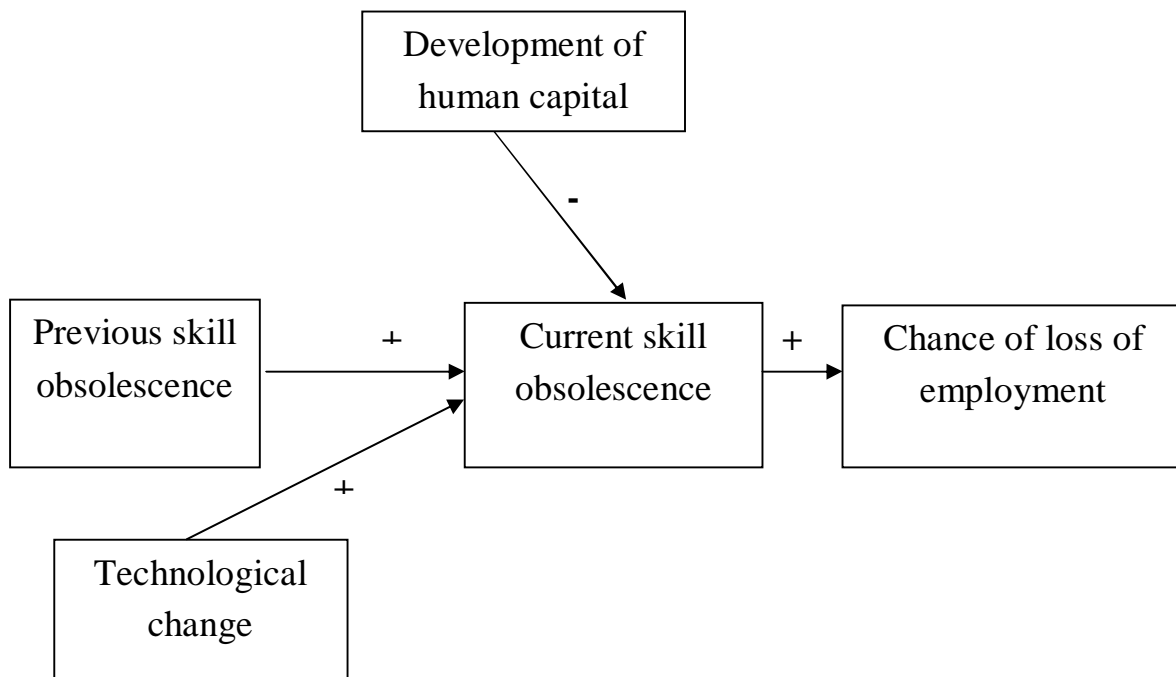 Development of
human capital
-
Previous skill
obsolescence
+
Current skill
obsolescence
+
Chance of loss of
employment
+
Technological
change